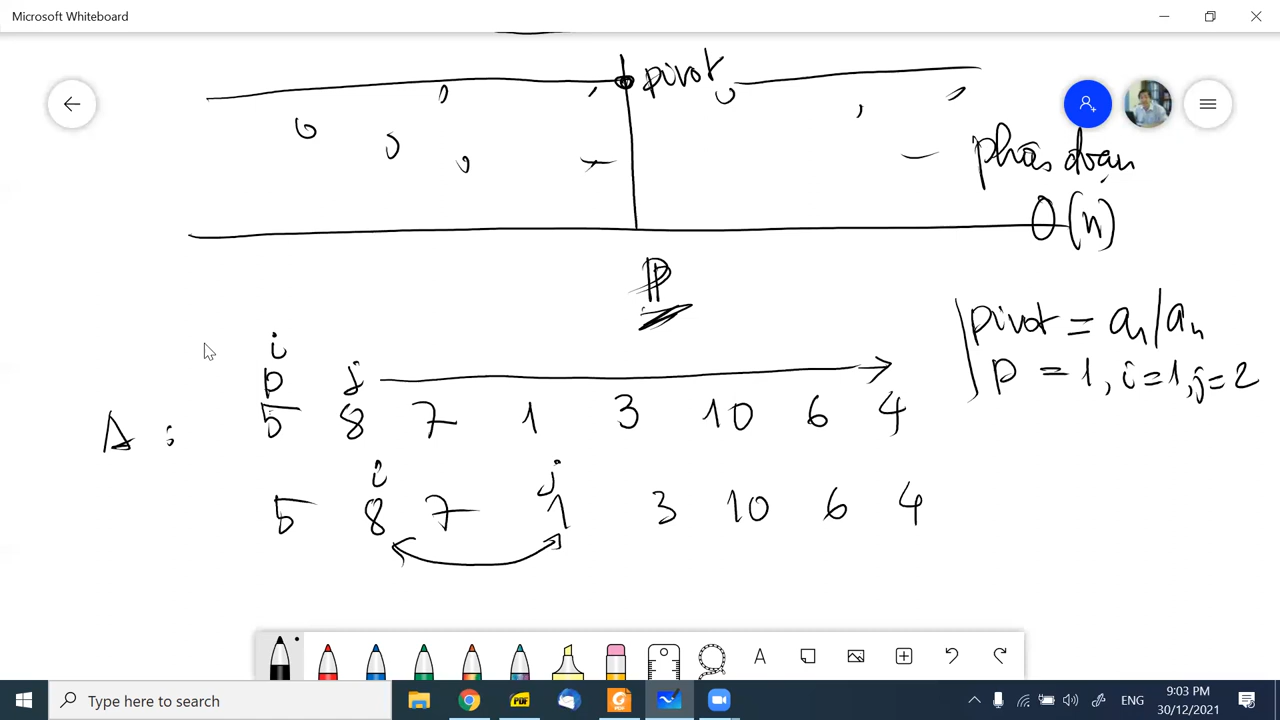 Microsoft Whiteboard
pivot
phân đoạn
O(n)
P
pivot = a₁/aₙ
p = 1, i=1, j=2
i
p j
A : 5 8 7 1 3 10 6 4
i j
5 8 7 1 3 10 6 4
A
Type here to search
PDF
ENG
9:03 PM
30/12/2021